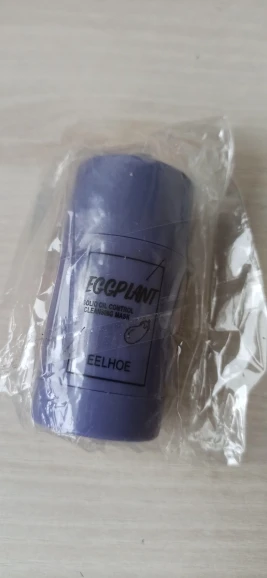 EGGPLANT
SOLID OIL CONTROL
CLEANSING MASK
EELHOE